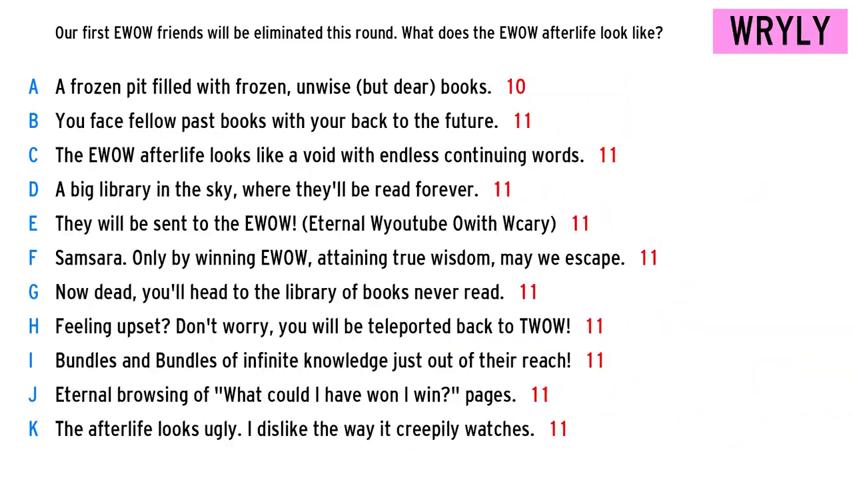 Our first EWOW friends will be eliminated this round. What does the EWOW afterlife look like?
WRYLY
A A frozen pit filled with frozen, unwise (but dear) books. 10
B You face fellow past books with your back to the future. 11
C The EWOW afterlife looks like a void with endless continuing words. 11
D A big library in the sky, where they'll be read forever. 11
E They will be sent to the EWOW! (Eternal Wyoutube Owith Wcary) 11
F Samsara. Only by winning EWOW, attaining true wisdom, may we escape. 11
G Now dead, you'll head to the library of books never read. 11
H Feeling upset? Don't worry, you will be teleported back to TWOW! 11
I Bundles and Bundles of infinite knowledge just out of their reach! 11
J Eternal browsing of "What could I have won I win?" pages. 11
K The afterlife looks ugly. I dislike the way it creepily watches. 11